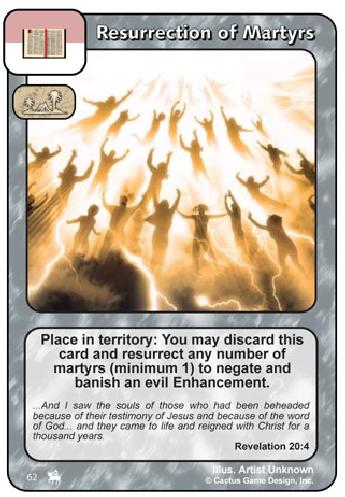 Resurrection of Martyrs
Place in territory: You may discard this
card and resurrect any number of
martyrs (minimum 1) to negate and
banish an evil Enhancement.
...And I saw the souls of those who had been beheaded
because of their testimony of Jesus and because of the word
of God... and they came to life and reigned with Christ for a
thousand years.
Revelation 20:4
62
Illus. Artist Unknown
© Cactus Game Design, Inc.